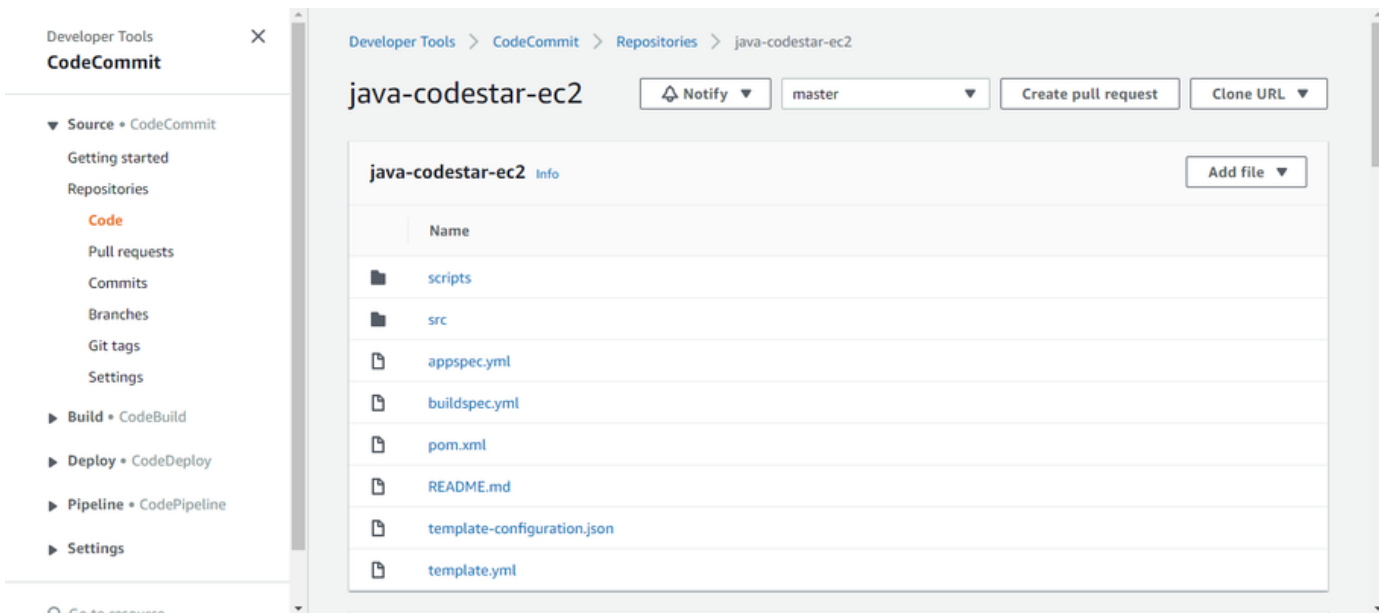 Developer Tools
CodeCommit
Source • CodeCommit
Getting started
Repositories
Code
Pull requests
Commits
Branches
Git tags
Settings
Build • CodeBuild
Deploy • CodeDeploy
Pipeline • CodePipeline
Settings
Go to resource
Developer Tools > CodeCommit > Repositories > java-codestar-ec2
java-codestar-ec2 Notify master Create pull request Clone URL
java-codestar-ec2 Info Add file
Name
scripts
src
appspec.yml
buildspec.yml
pom.xml
README.md
template-configuration.json
template.yml